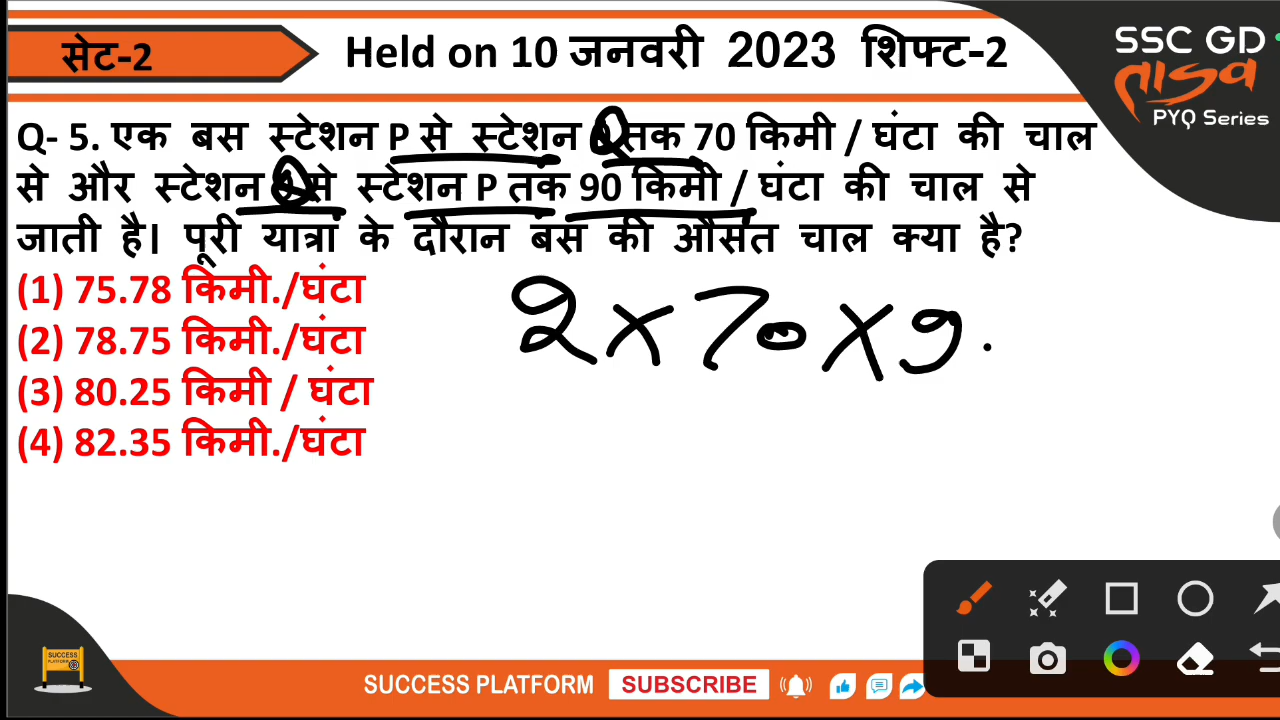 सेट-2
Held on 10 जनवरी 2023 शिफ्ट-2
SSC GD
PYQ Series
Q- 5. एक बस स्टेशन P से स्टेशन Q तक 70 किमी / घंटा की चाल
से और स्टेशन Q से स्टेशन P तक 90 किमी / घंटा की चाल से
जाती है। पूरी यात्रा के दौरान बस की औसत चाल क्या है?
(1) 75.78 किमी./घंटा
(2) 78.75 किमी./घंटा
(3) 80.25 किमी / घंटा
(4) 82.35 किमी./घंटा
2 × 70 × 9
SUCCESS PLATFORM
SUCCESS PLATFORM SUBSCRIBE